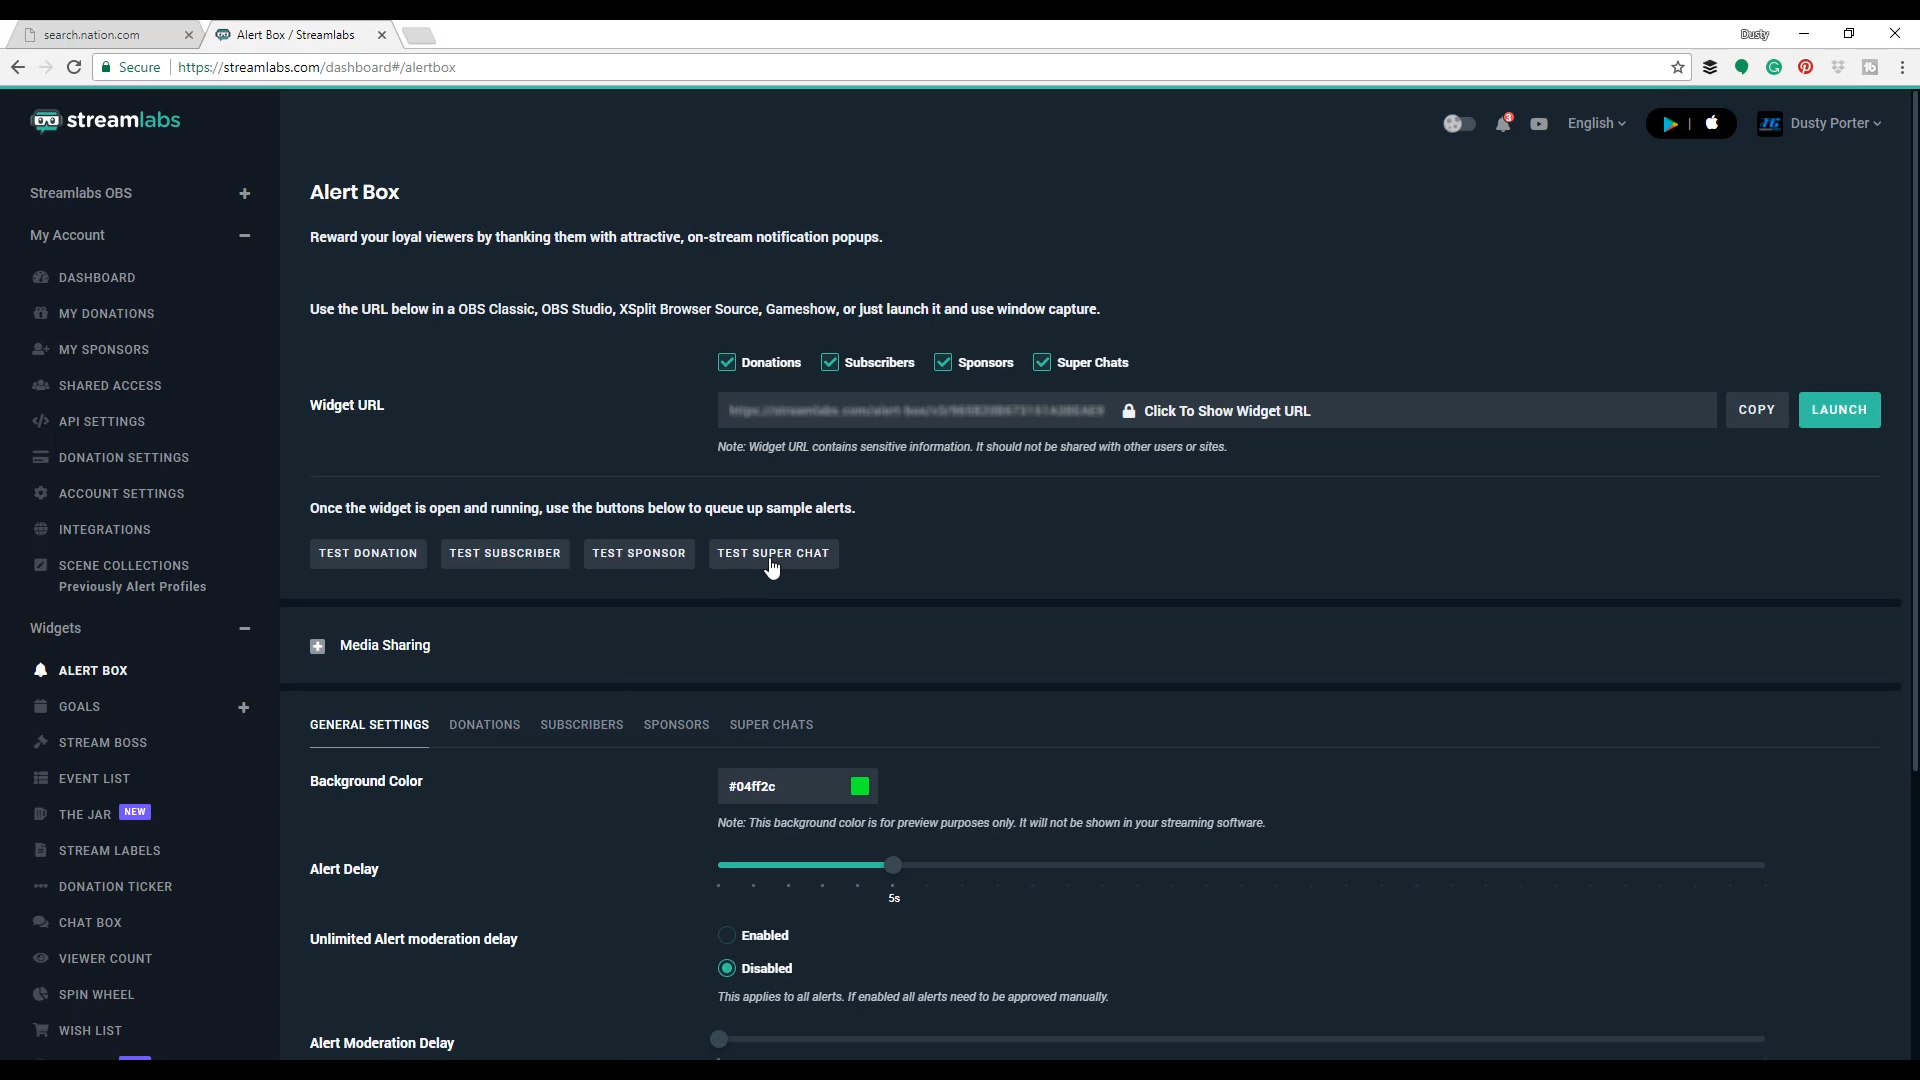 search.nation.com
Alert Box / Streamlabs
Dusty
Secure
https://streamlabs.com/dashboard#/alertbox
streamlabs
3
English
Dusty Porter
Streamlabs OBS
My Account
DASHBOARD
MY DONATIONS
MY SPONSORS
SHARED ACCESS
API SETTINGS
DONATION SETTINGS
ACCOUNT SETTINGS
INTEGRATIONS
SCENE COLLECTIONS
Previously Alert Profiles
Widgets
ALERT BOX
GOALS
STREAM BOSS
EVENT LIST
THE JAR NEW
STREAM LABELS
DONATION TICKER
CHAT BOX
VIEWER COUNT
SPIN WHEEL
WISH LIST
Alert Box
Reward your loyal viewers by thanking them with attractive, on-stream notification popups.
Use the URL below in a OBS Classic, OBS Studio, XSplit Browser Source, Gameshow, or just launch it and use window capture.
Donations Subscribers Sponsors Super Chats
Widget URL
Click To Show Widget URL
COPY
LAUNCH
Note: Widget URL contains sensitive information. It should not be shared with other users or sites.
Once the widget is open and running, use the buttons below to queue up sample alerts.
TEST DONATION TEST SUBSCRIBER TEST SPONSOR TEST SUPER CHAT
Media Sharing
GENERAL SETTINGS DONATIONS SUBSCRIBERS SPONSORS SUPER CHATS
Background Color
#04ff2c
Note: This background color is for preview purposes only. It will not be shown in your streaming software.
Alert Delay
5s
Unlimited Alert moderation delay
Enabled
Disabled
This applies to all alerts. If enabled all alerts need to be approved manually.
Alert Moderation Delay